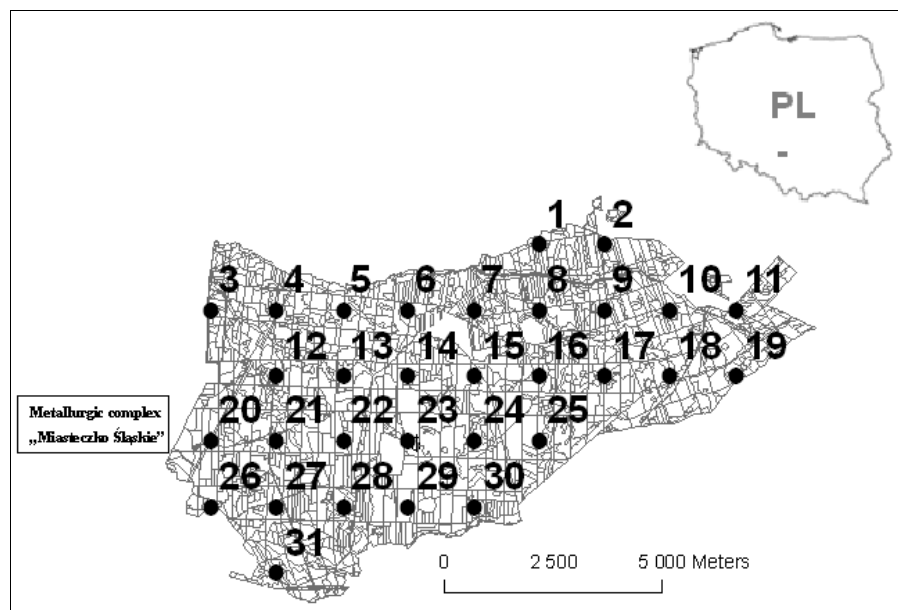 PL
1 2
3 4 5 6 7 8 9 10 11
12 13 14 15 16 17 18 19
Metallurgic complex
„Miasteczko Śląskie”
20 21 22 23 24 25
26 27 28 29 30
31
0 2 500 5 000 Meters